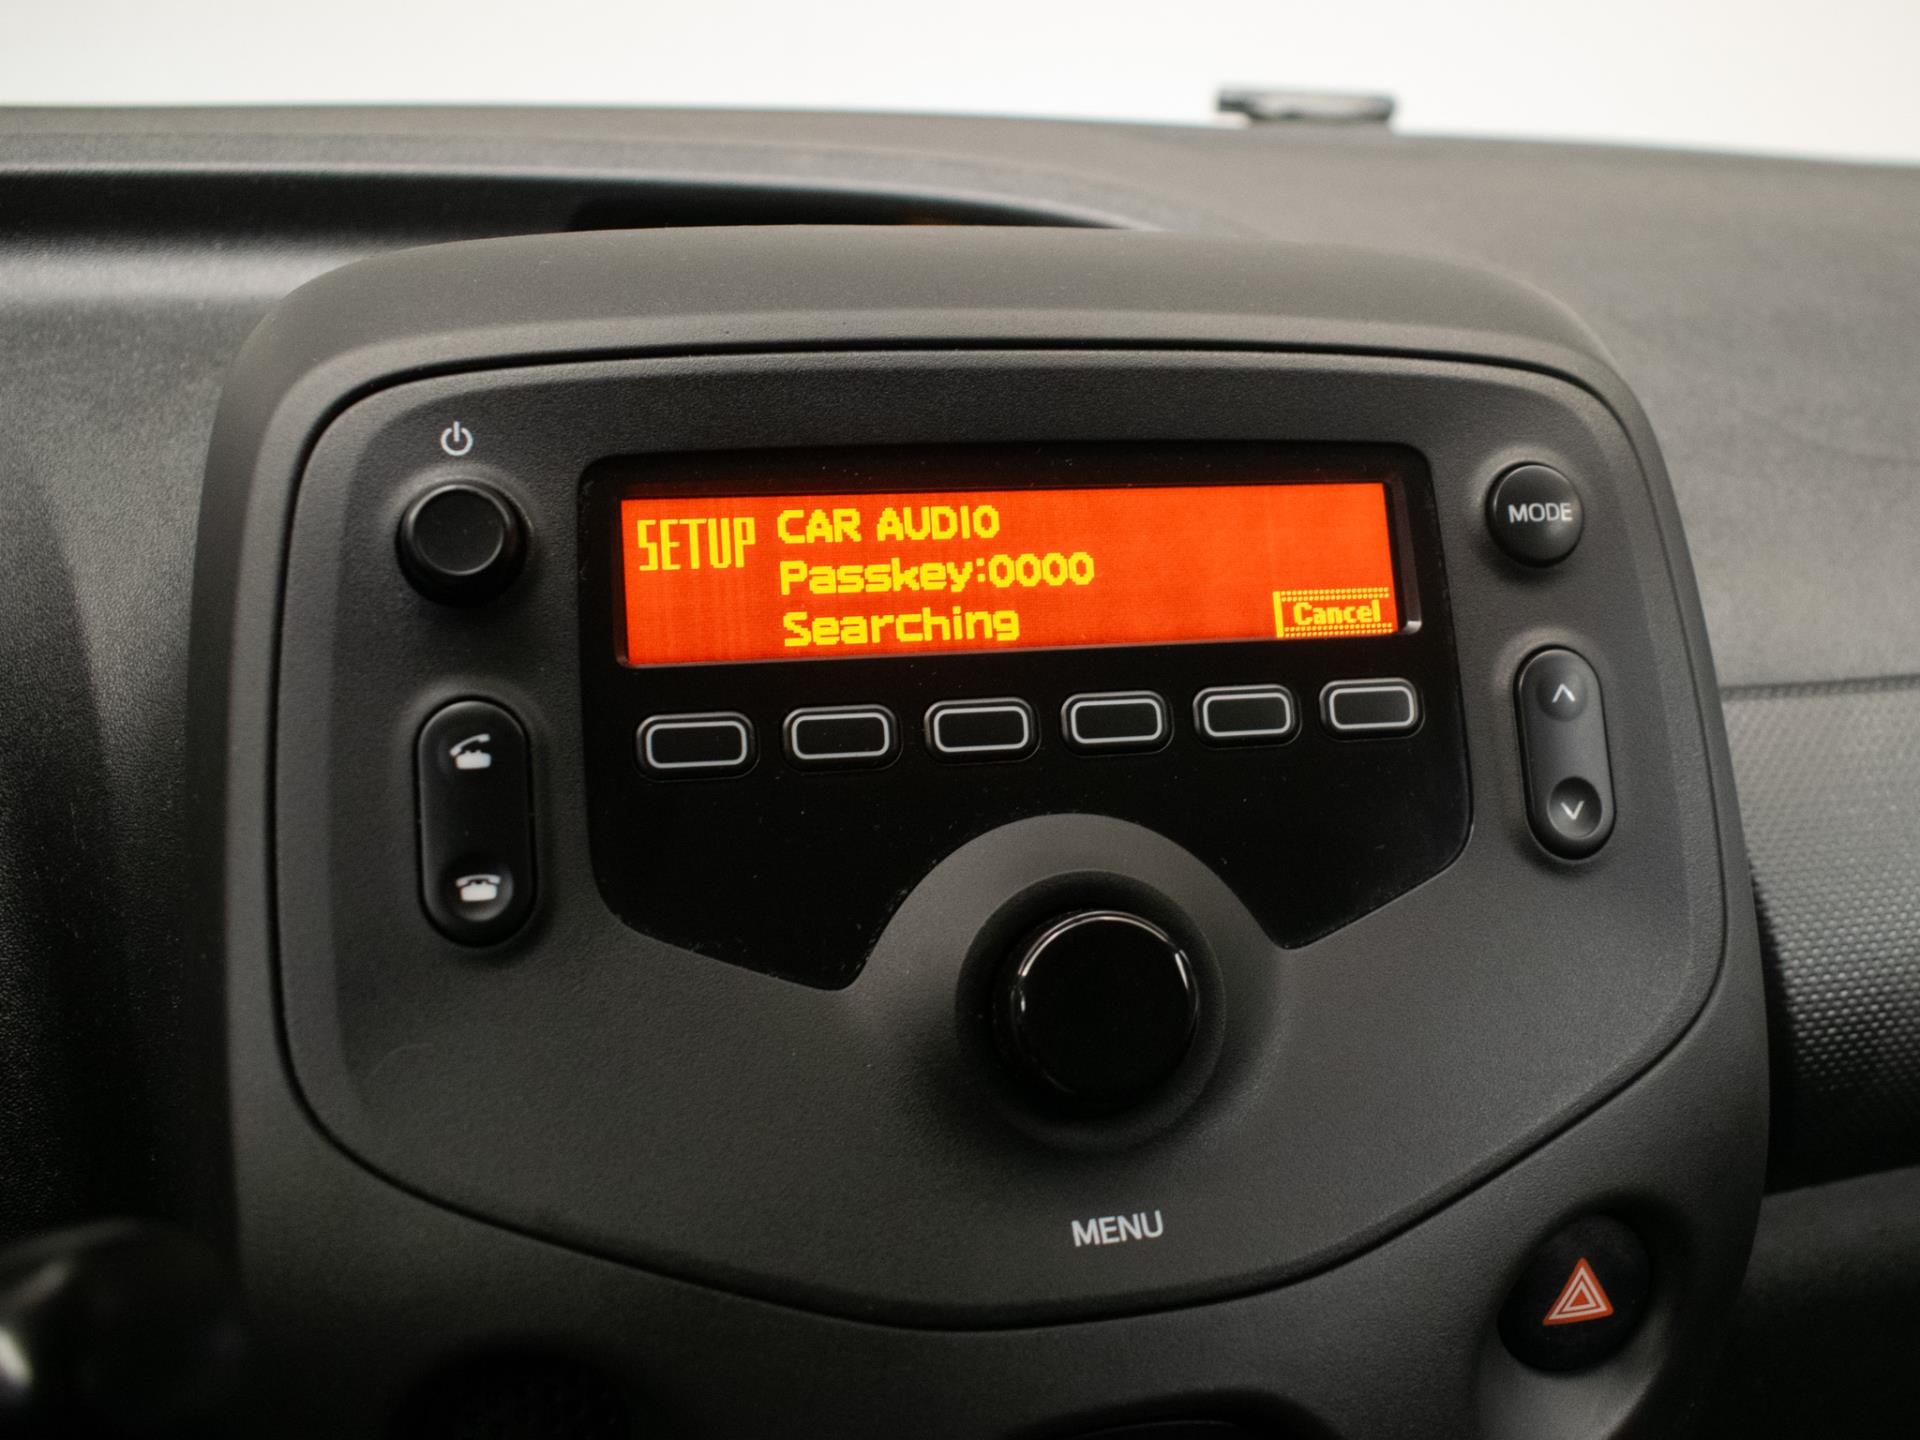 SETUP CAR AUDIO
Passkey:0000
Searching Cancel
MODE
MENU